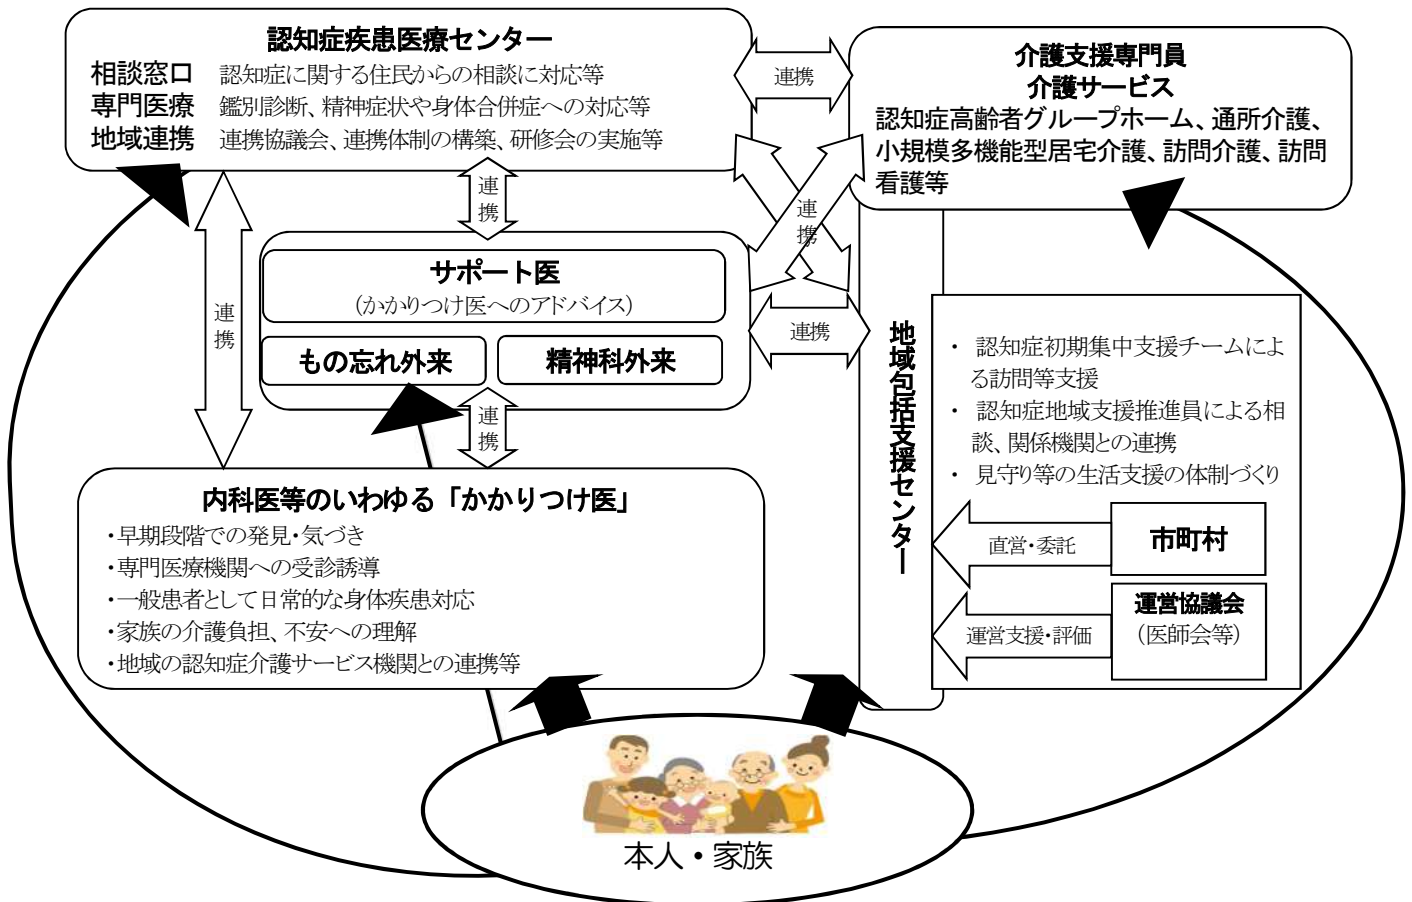 認知症疾患医療センター
相談窓口 認知症に関する住民からの相談に対応等
専門医療 鑑別診断、精神症状や身体合併症への対応等
地域連携 連携協議会、連携体制の構築、研修会の実施等
連携
介護支援専門員
介護サービス
認知症高齢者グループホーム、通所介護、
小規模多機能型居宅介護、訪問介護、訪問
看護等
連携
連携
連携
サポート医
(かかりつけ医へのアドバイス)
もの忘れ外来
精神科外来
連携
連携
地域包括支援センター
・ 認知症初期集中支援チームによ
る訪問等支援
・ 認知症地域支援推進員による相
談、関係機関との連携
・ 見守り等の生活支援の体制づくり
直営・委託
市町村
運営支援・評価
運営協議会
(医師会等)
内科医等のいわゆる「かかりつけ医」
・早期段階での発見・気づき
・専門医療機関への受診誘導
・一般患者として日常的な身体疾患対応
・家族の介護負担、不安への理解
・地域の認知症介護サービス機関との連携等
本人・家族